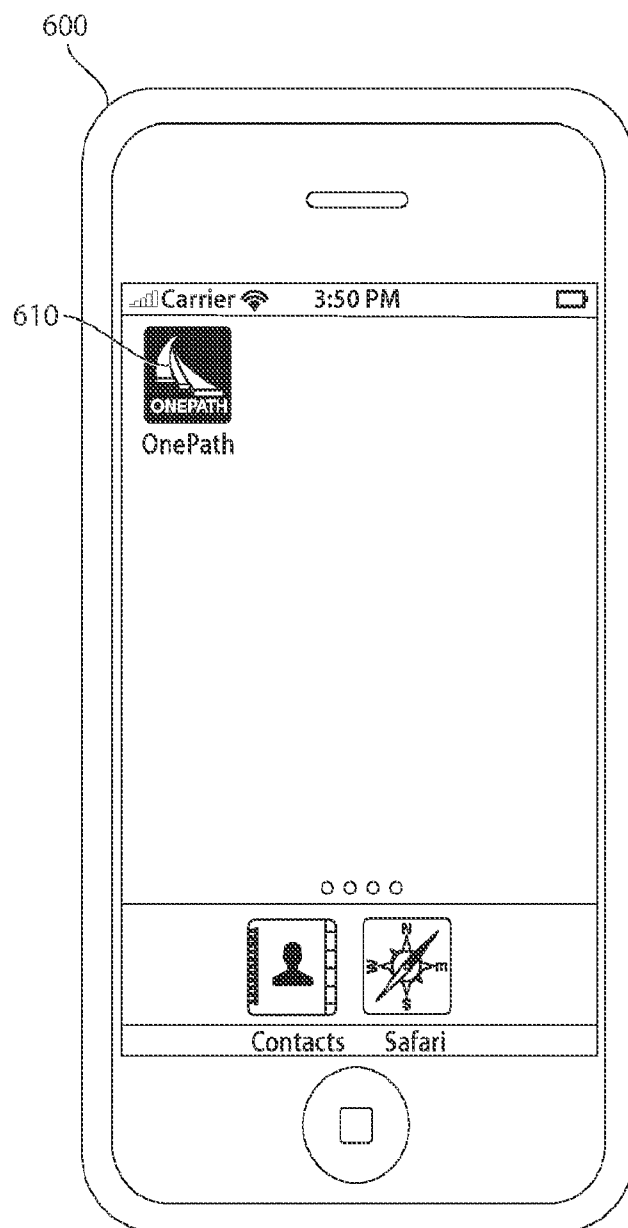 600
Carrier 3:50 PM
610
ONEPATH
OnePath
N
W E
S
Contacts Safari